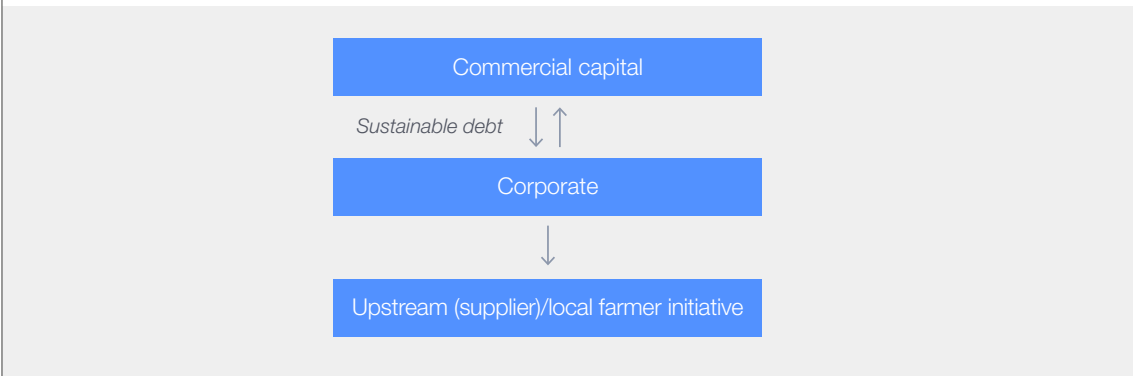 Commercial capital
Sustainable debt
Corporate
Upstream (supplier)/local farmer initiative